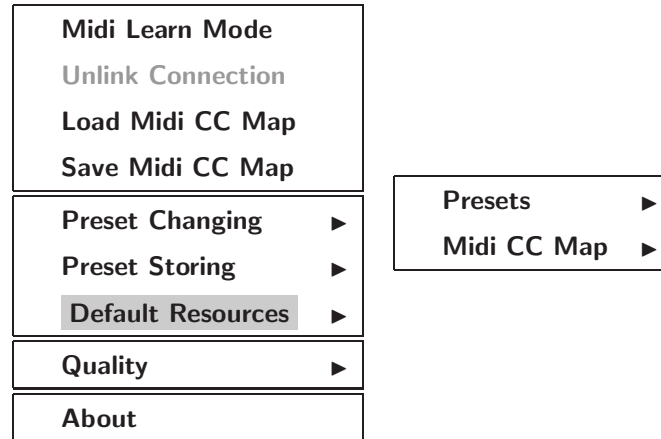 Midi Learn Mode
Unlink Connection
Load Midi CC Map
Save Midi CC Map
Preset Changing ▶
Preset Storing ▶
Default Resources ▶
Quality ▶
About
Presets ▶
Midi CC Map ▶